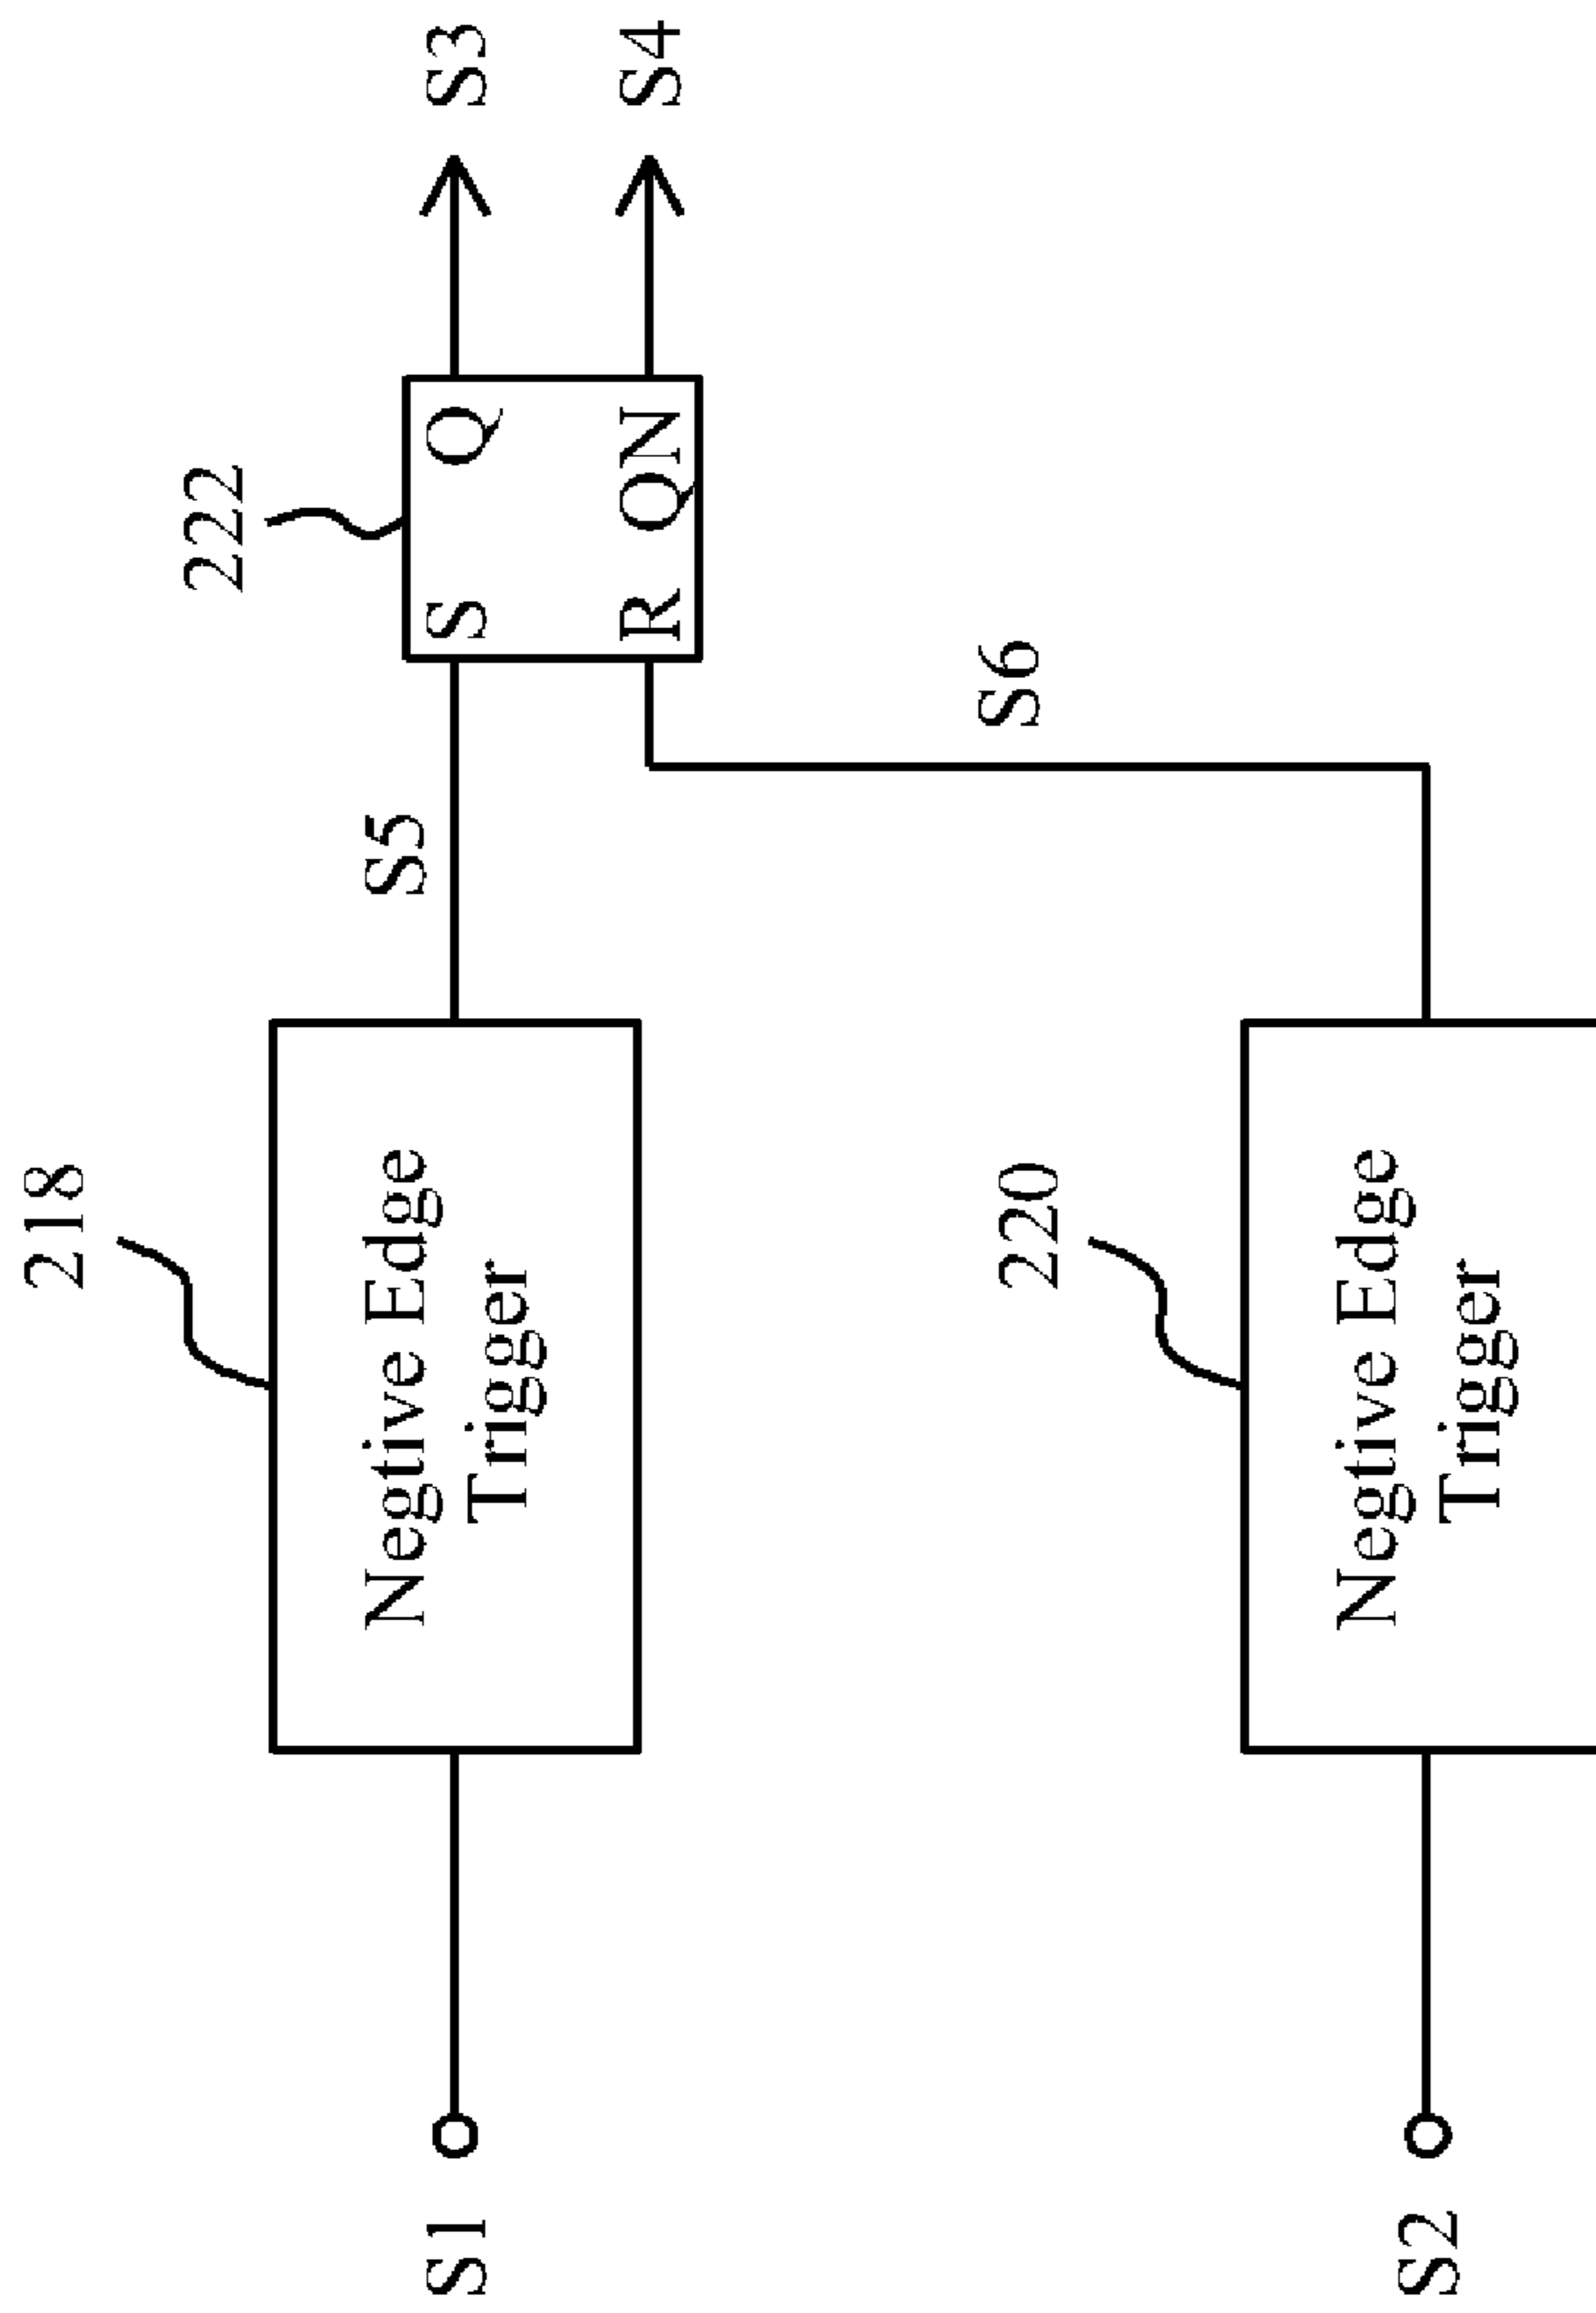 218
Negtive Edge
Trigger
S1
S5
222
S Q
R QN
S3
S4
S6
220
Negtive Edge
Trigger
S2